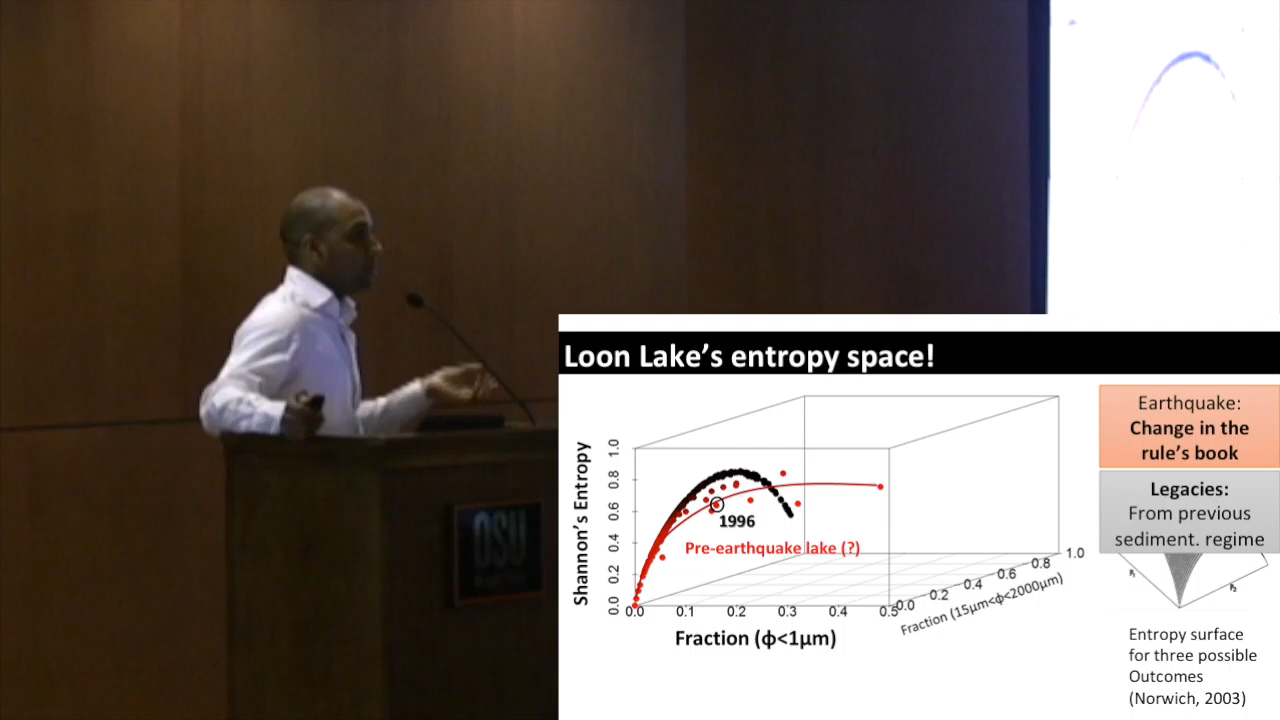 Loon Lake's entropy space!
Shannon's Entropy
1.0
0.8
0.6
0.4
0.2
0.0
1996
Pre-earthquake lake (?)
0.0 0.1 0.2 0.3 0.4 0.5
Fraction (ϕ<1μm)
0.0 0.2 0.4 0.6 0.8 1.0
Fraction (15μm<ϕ<2000μm)
Earthquake:
Change in the
rule's book
Legacies:
From previous
sediment. regime
P₁
P₂
Entropy surface
for three possible
Outcomes
(Norwich, 2003)
OSU